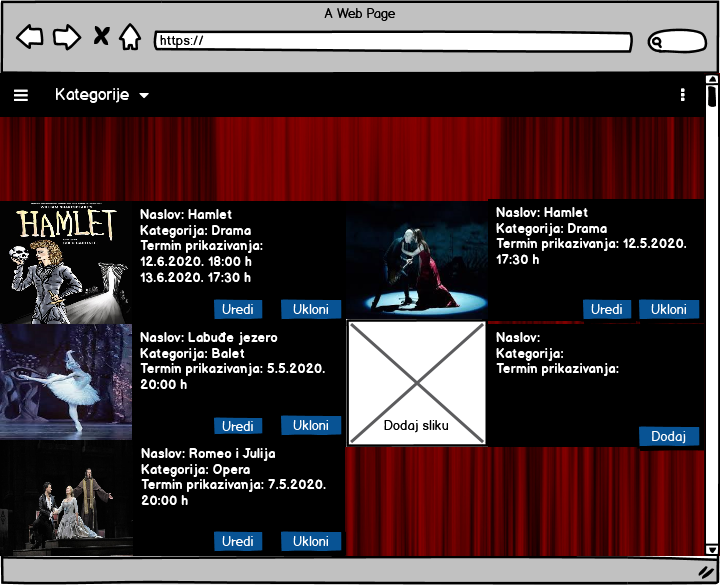 A Web Page
https://
Kategorije
HAMLET
Naslov: Hamlet
Kategorija: Drama
Termin prikazivanja:
12.6.2020. 18:00 h
13.6.2020. 17:30 h
Uredi Ukloni
Naslov: Hamlet
Kategorija: Drama
Termin prikazivanja: 12.5.2020.
17:30 h
Uredi Ukloni
Naslov: Labuđe jezero
Kategorija: Balet
Termin prikazivanja: 5.5.2020.
20:00 h
Uredi Ukloni
Dodaj sliku
Naslov:
Kategorija:
Termin prikazivanja:
Dodaj
Naslov: Romeo i Julija
Kategorija: Opera
Termin prikazivanja: 7.5.2020.
20:00 h
Uredi Ukloni